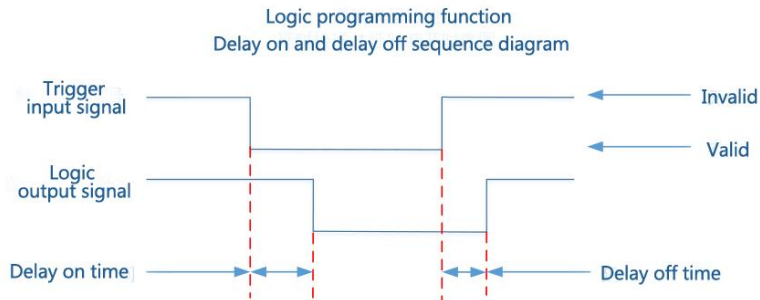 Logic programming function
Delay on and delay off sequence diagram
Trigger
input signal
Invalid
Valid
Logic
output signal
Delay on time
Delay off time